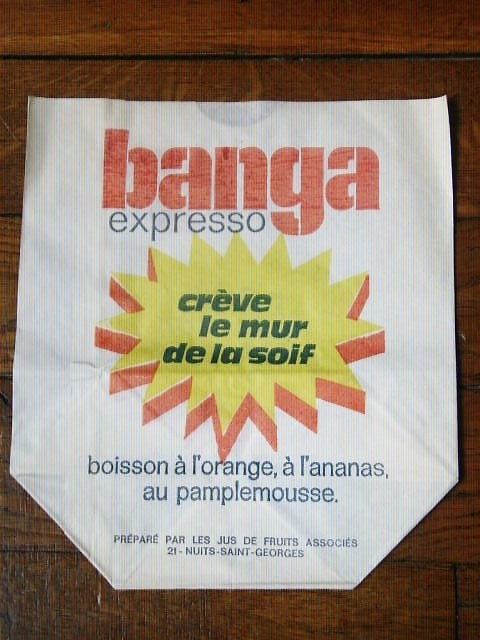 banga
expresso
crève
le mur
de la soif
boisson à l'orange, à l'ananas,
au pamplemousse.
PRÉPARÉ PAR LES JUS DE FRUITS ASSOCIÉS
21 - NUITS-SAINT-GEORGES